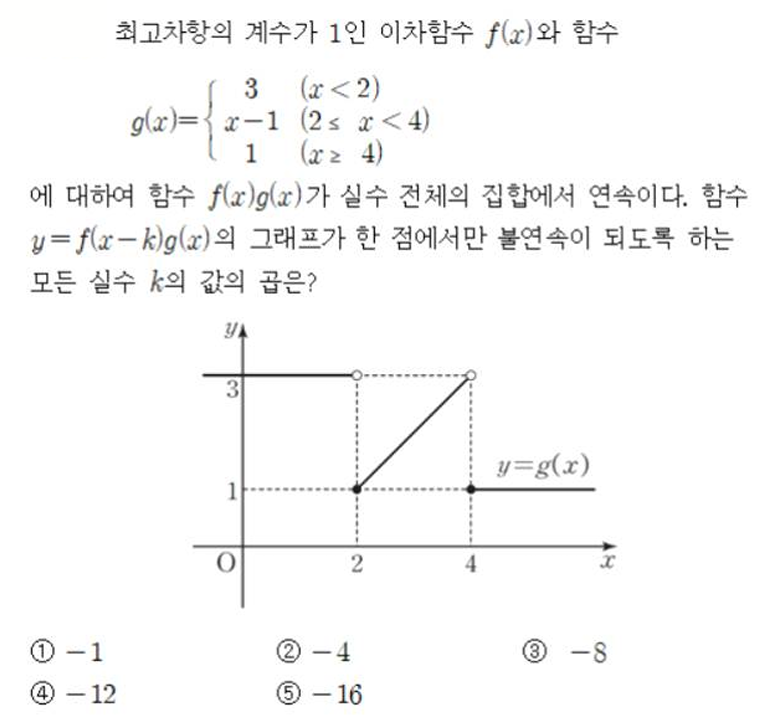 최고차항의 계수가 1인 이차함수 f(x)와 함수
g(x)= { 3 (x<2)
x-1 (2≤ x<4)
1 (x≥ 4)
에 대하여 함수 f(x)g(x)가 실수 전체의 집합에서 연속이다. 함수
y=f(x-k)g(x)의 그래프가 한 점에서만 불연속이 되도록 하는
모든 실수 k의 값의 곱은?
y
3
y=g(x)
1
O 2 4 x
① -1 ② -4 ③ -8
④ -12 ⑤ -16